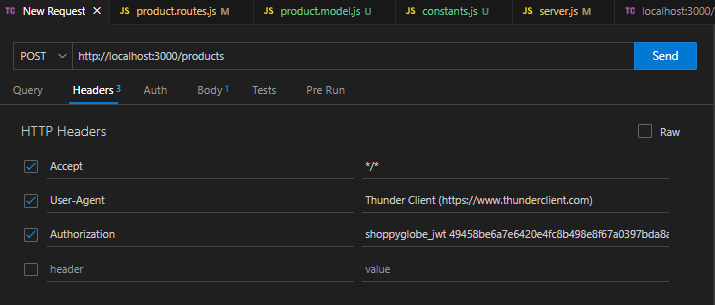 TC New Request × JS product.routes.js M JS product.model.js U JS constants.js U JS server.js M TC localhost:3000/
POST http://localhost:3000/products Send
Query Headers 3 Auth Body 1 Tests Pre Run
HTTP Headers Raw
Accept */*
User-Agent Thunder Client (https://www.thunderclient.com)
Authorization shoppyglobe_jwt 49458be6a7e6420e4fc8b498e8f67a0397bda8a
header value